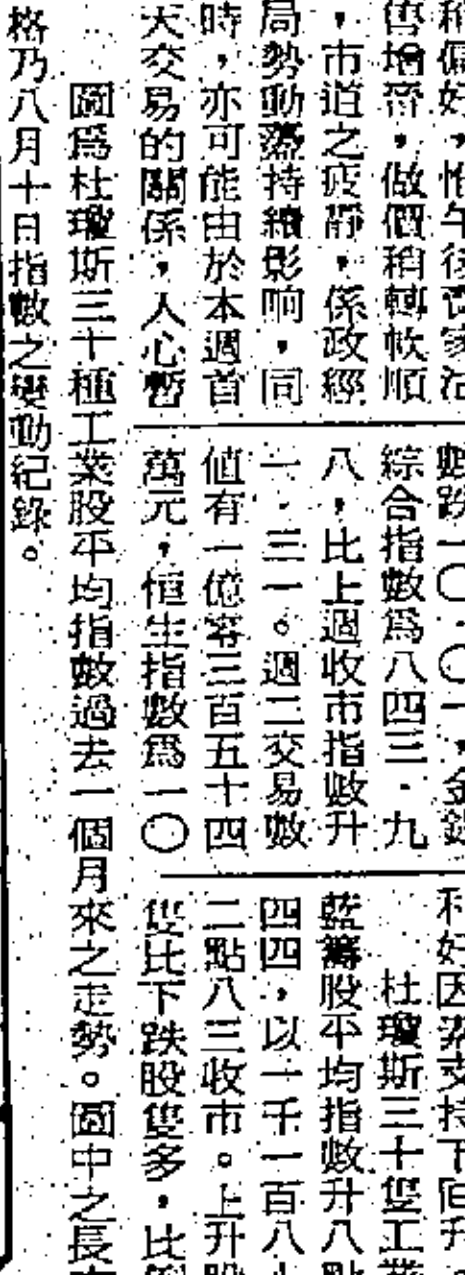 稍偏好，惟午後賣家沽
售增晉，做價稍轉軟順
，市道之疲靜，係政經
局勢動盪持續影响，同
時，亦可能由於本週首
天交易的關係，人心暫
數跌一〇．〇一，金銀
綜合指數爲八四三．九
八，比上週收市指數升
一．三一。週二交易數
值有一億零三百五十四
萬元，恒生指數爲一〇
利好因素支持下回升。
杜瓊斯三十隻工業
藍籌股平均指數升八點
四四，以一千一百八十
二點八三收市。上升股
隻比下跌股隻多，比例
圖爲杜瓊斯三十種工業股平均指數過去一個月來之走勢。圖中之長
格乃八月十日指數之變動紀錄。